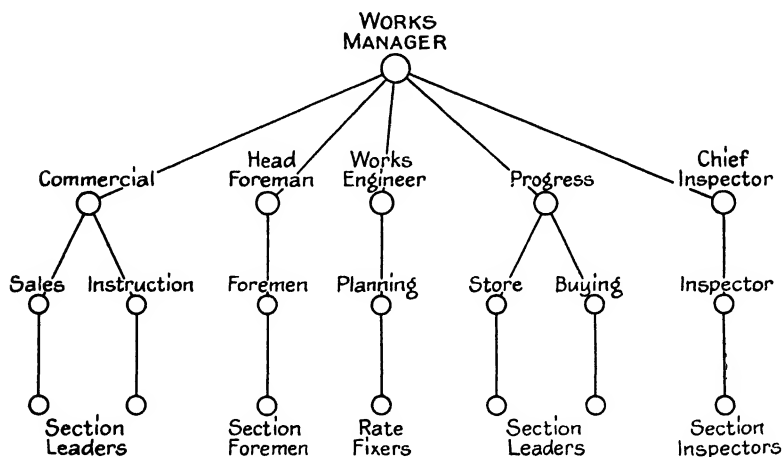 WORKS
MANAGER
Commercial
Head
Foreman
Works
Engineer
Progress
Chief
Inspector
Sales
Instruction
Foremen
Planning
Store
Buying
Inspector
Section
Leaders
Section
Foremen
Rate
Fixers
Section
Leaders
Section
Inspectors